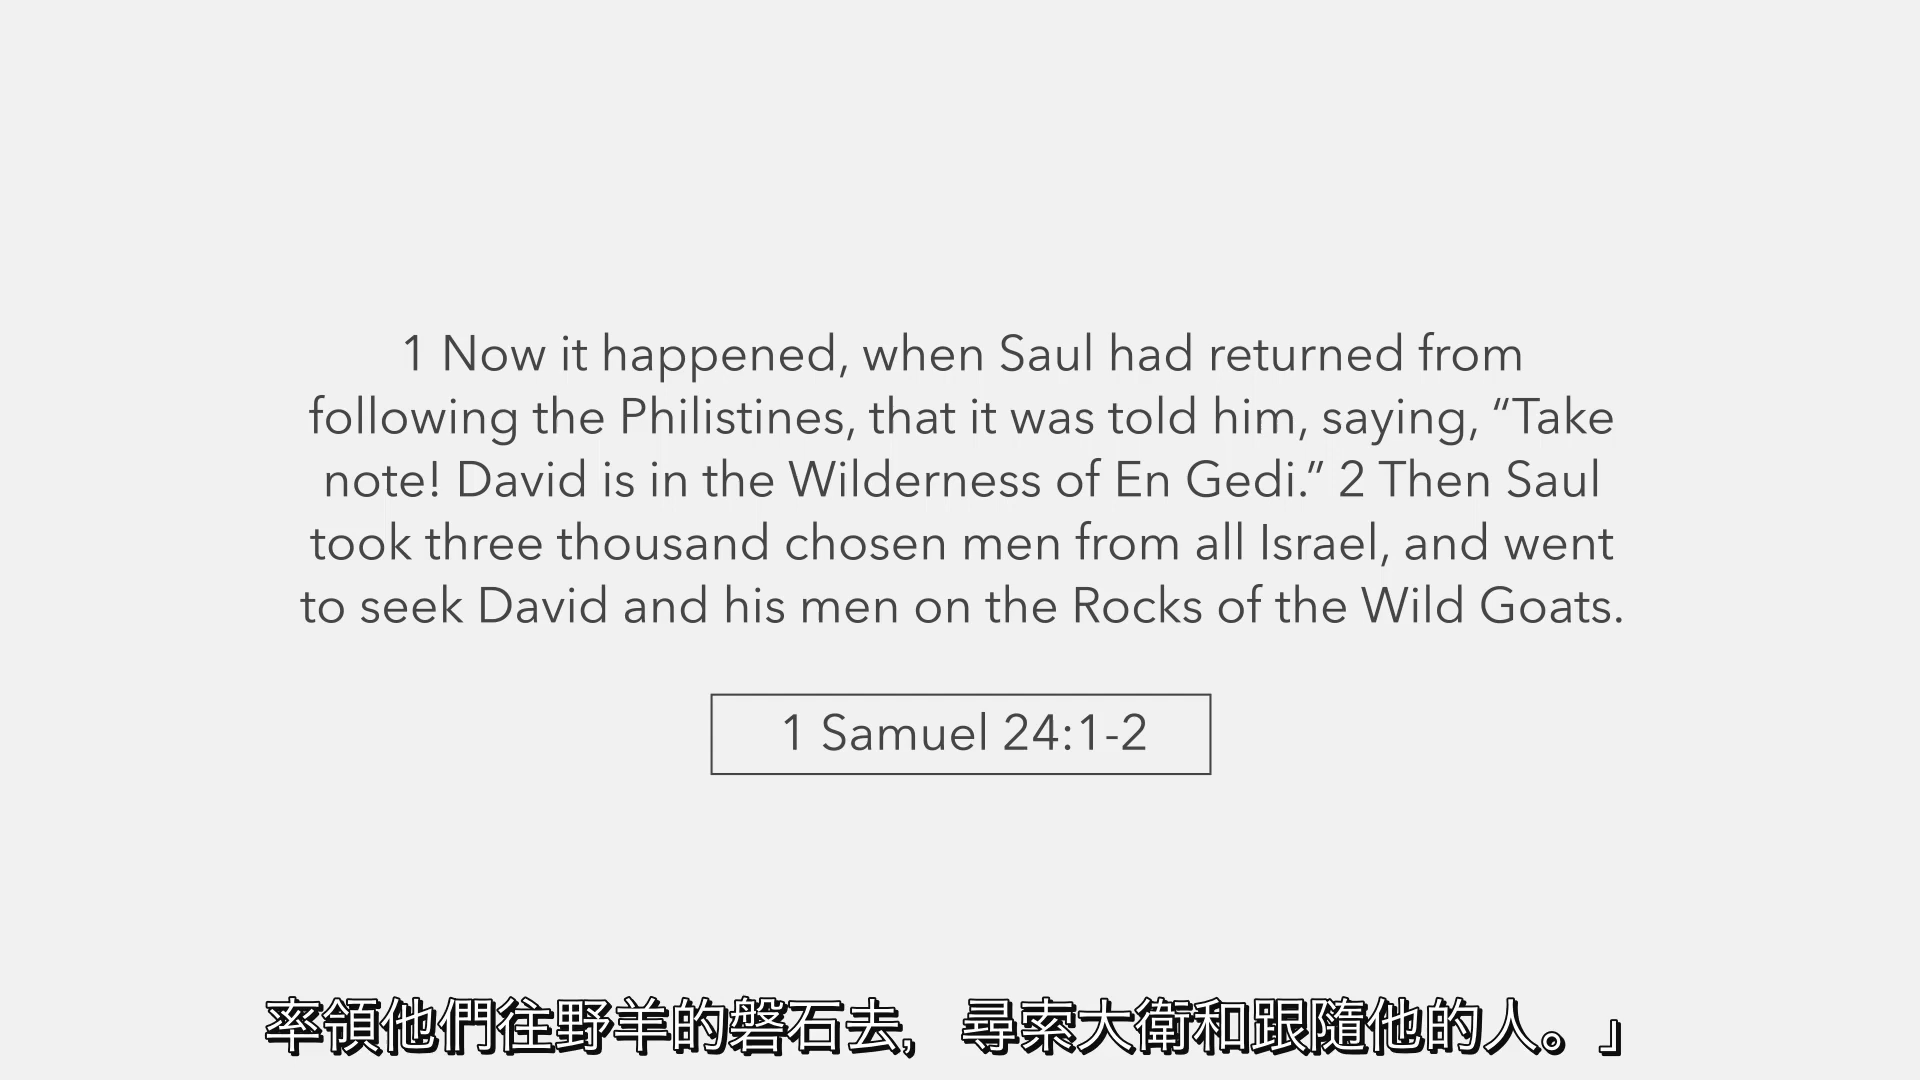 1 Now it happened, when Saul had returned from
following the Philistines, that it was told him, saying, “Take
note! David is in the Wilderness of En Gedi.” 2 Then Saul
took three thousand chosen men from all Israel, and went
to seek David and his men on the Rocks of the Wild Goats.
1 Samuel 24:1-2
率領他們往野羊的磐石去, 尋索大衛和跟隨他的人。」